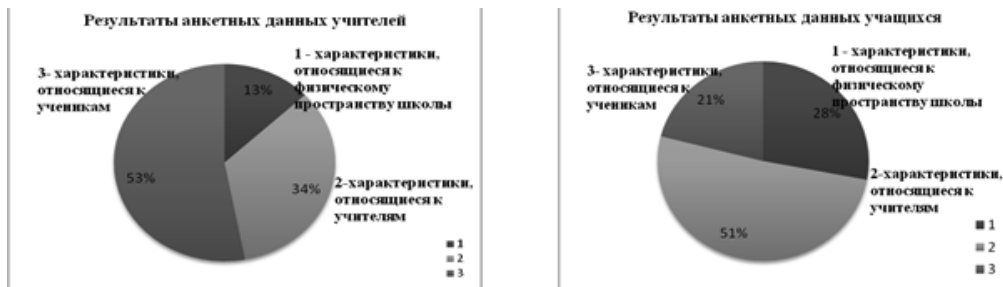 Результаты анкетных данных учителей
3- характеристики,
относящиеся к
ученикам
1 - характеристики,
относящиеся к
физическому
пространству школы
13%
53%
34%
2-характеристики,
относящиеся к
учителям
1
2
3
Результаты анкетных данных учащихся
3- характеристики,
относящиеся к
ученикам
1 - характеристики,
относящиеся к
физическому
пространству школы
21%
28%
51%
2-характеристики,
относящиеся к
учителям
1
2
3